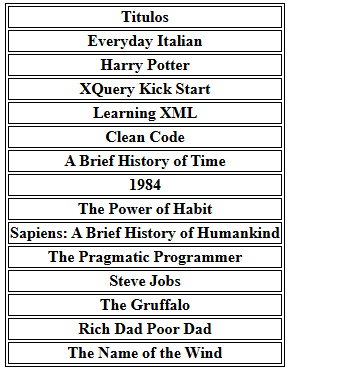 Titulos
Everyday Italian
Harry Potter
XQuery Kick Start
Learning XML
Clean Code
A Brief History of Time
1984
The Power of Habit
Sapiens: A Brief History of Humankind
The Pragmatic Programmer
Steve Jobs
The Gruffalo
Rich Dad Poor Dad
The Name of the Wind